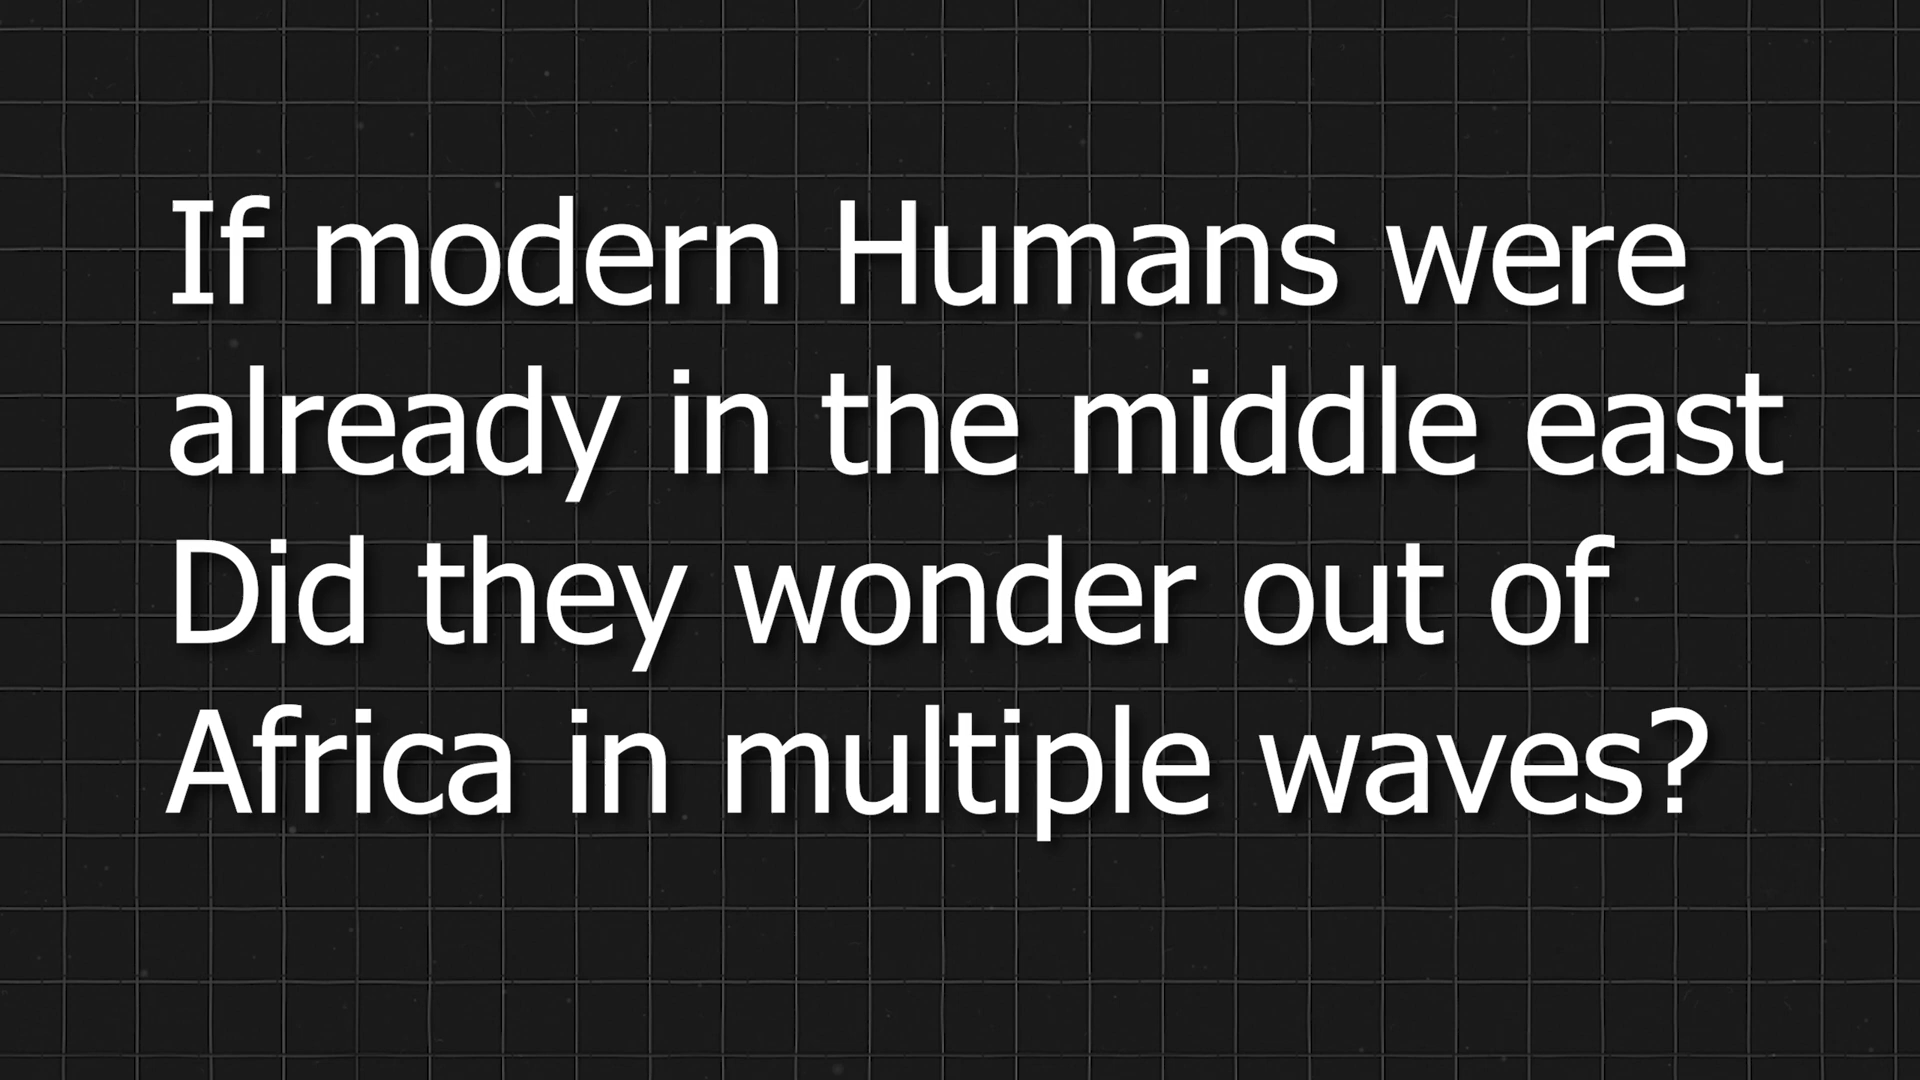 If modern Humans were
already in the middle east
Did they wonder out of
Africa in multiple waves?